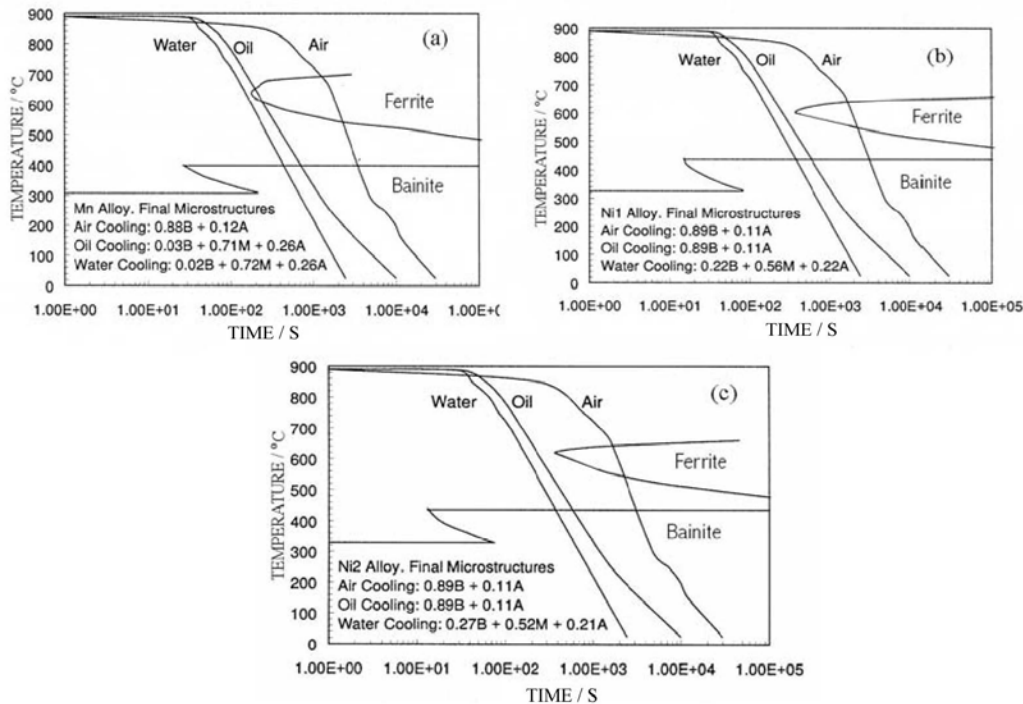 (a)
900
800
700
600
500
400
300
200
100
0
TEMPERATURE / °C
Water
Oil
Air
Ferrite
Bainite
Mn Alloy. Final Microstructures
Air Cooling: 0.88B + 0.12A
Oil Cooling: 0.03B + 0.71M + 0.26A
Water Cooling: 0.02B + 0.72M + 0.26A
1.00E+00 1.00E+01 1.00E+02 1.00E+03 1.00E+04
TIME / S
(b)
900
800
700
600
500
400
300
200
100
0
TEMPERATURE / °C
Water
Oil
Air
Ferrite
Bainite
Ni1 Alloy. Final Microstructures
Air Cooling: 0.89B + 0.11A
Oil Cooling: 0.89B + 0.11A
Water Cooling: 0.22B + 0.56M + 0.22A
1.00E+00 1.00E+01 1.00E+02 1.00E+03 1.00E+04 1.00E+05
TIME / S
(c)
900
800
700
600
500
400
300
200
100
0
TEMPERATURE / °C
Water
Oil
Air
Ferrite
Bainite
Ni2 Alloy. Final Microstructures
Air Cooling: 0.89B + 0.11A
Oil Cooling: 0.89B + 0.11A
Water Cooling: 0.27B + 0.52M + 0.21A
1.00E+00 1.00E+01 1.00E+02 1.00E+03 1.00E+04 1.00E+05
TIME / S